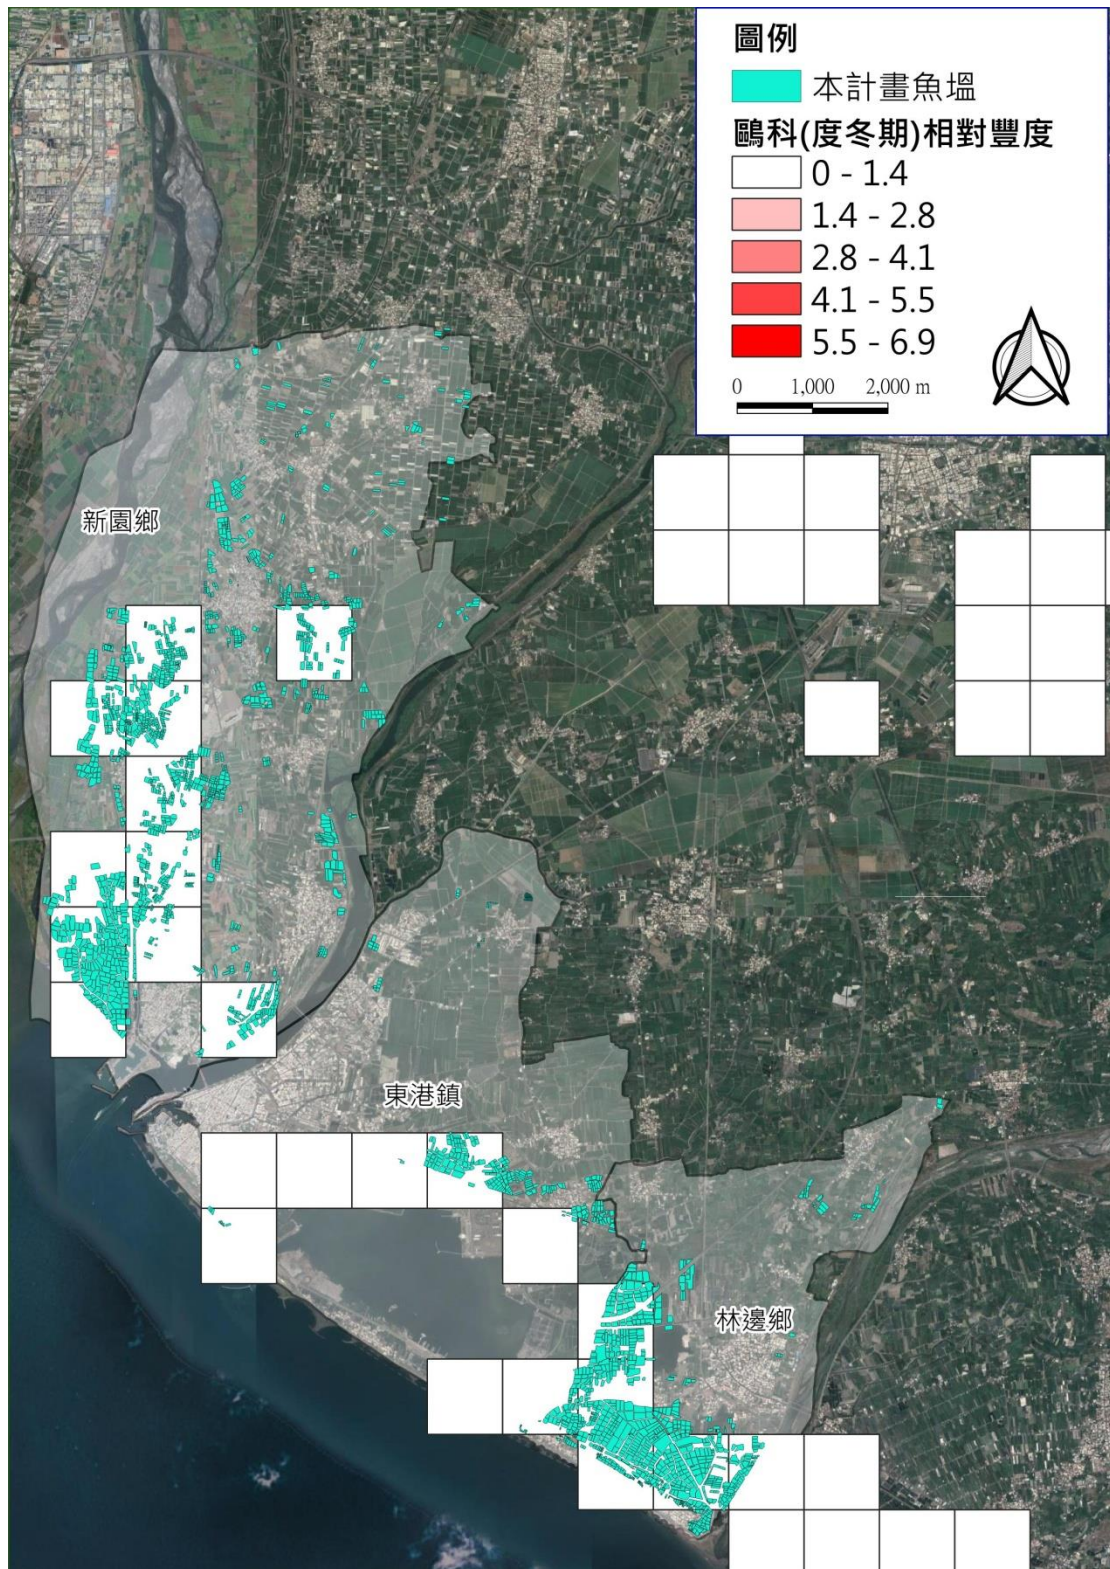 圖例
本計畫魚塭
鷗科(度冬期)相對豐度
0 - 1.4
1.4 - 2.8
2.8 - 4.1
4.1 - 5.5
5.5 - 6.9
0 1,000 2,000 m
新園鄉
東港鎮
林邊鄉